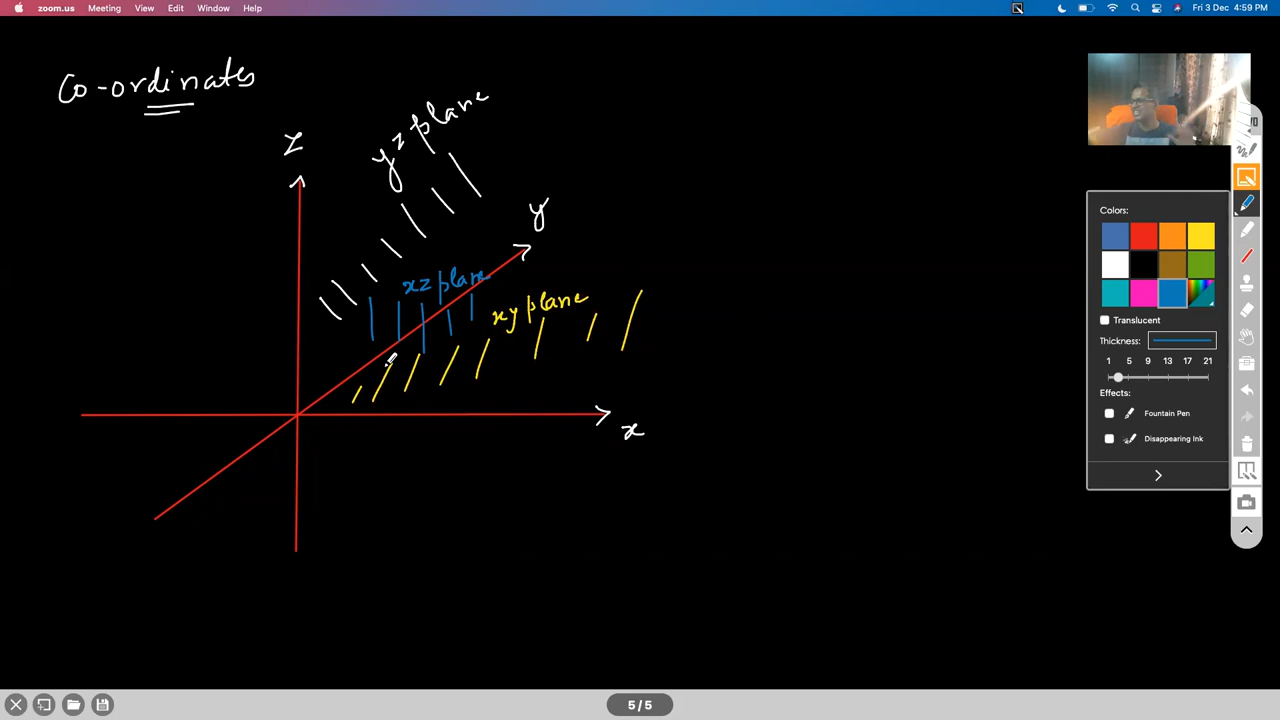 zoom.us Meeting View Edit Window Help Fri 3 Dec 4:59 PM
Co-ordinates
z
yz plane
y
xz plane
xy plane
x
Colors:
Translucent
Thickness:
1 5 9 13 17 21
Effects:
Fountain Pen
Disappearing Ink
5/5